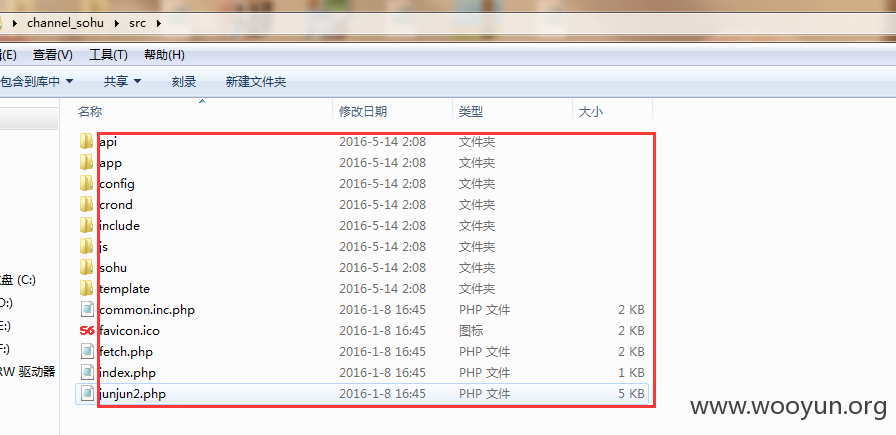 channel_sohu src
(E) 查看(V) 工具(T) 帮助(H)
包含到库中 共享 刻录 新建文件夹
名称 修改日期 类型 大小
api 2016-5-14 2:08 文件夹
app 2016-5-14 2:08 文件夹
config 2016-5-14 2:08 文件夹
crond 2016-5-14 2:08 文件夹
include 2016-5-14 2:08 文件夹
js 2016-5-14 2:08 文件夹
sohu 2016-5-14 2:08 文件夹
template 2016-5-14 2:08 文件夹
common.inc.php 2016-1-8 16:45 PHP 文件 2 KB
56 favicon.ico 2016-1-8 16:45 图标 2 KB
fetch.php 2016-1-8 16:45 PHP 文件 2 KB
index.php 2016-1-8 16:45 PHP 文件 1 KB
junjun2.php 2016-1-8 16:45 PHP 文件 5 KB
盘 (C:)
D:)
E:)
F:)
RW 驱动器
www.wooyun.org